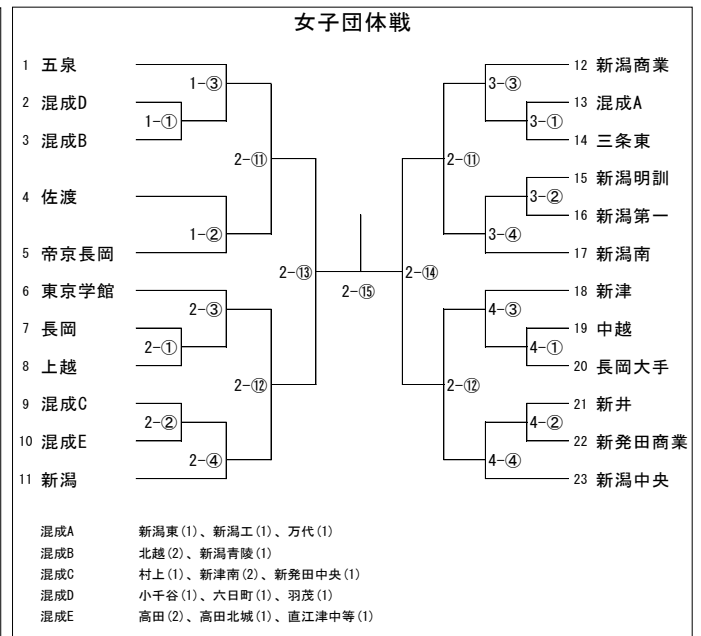 女子団体戦
1 五泉
2 混成D
3 混成B
4 佐渡
5 帝京長岡
6 東京学館
7 長岡
8 上越
9 混成C
10 混成E
11 新潟
1-③
1-①
2-⑪
1-②
2-⑬
2-③
2-①
2-⑫
2-②
2-④
2-⑮
12 新潟商業
13 混成A
14 三条東
15 新潟明訓
16 新潟第一
17 新潟南
18 新津
19 中越
20 長岡大手
21 新井
22 新発田商業
23 新潟中央
3-③
3-①
2-⑪
3-②
3-④
2-⑭
4-③
4-①
2-⑫
4-②
4-④
混成A 新潟東(1)、新潟工(1)、万代(1)
混成B 北越(2)、新潟青陵(1)
混成C 村上(1)、新津南(2)、新発田中央(1)
混成D 小千谷(1)、六日町(1)、羽茂(1)
混成E 高田(2)、高田北城(1)、直江津中等(1)